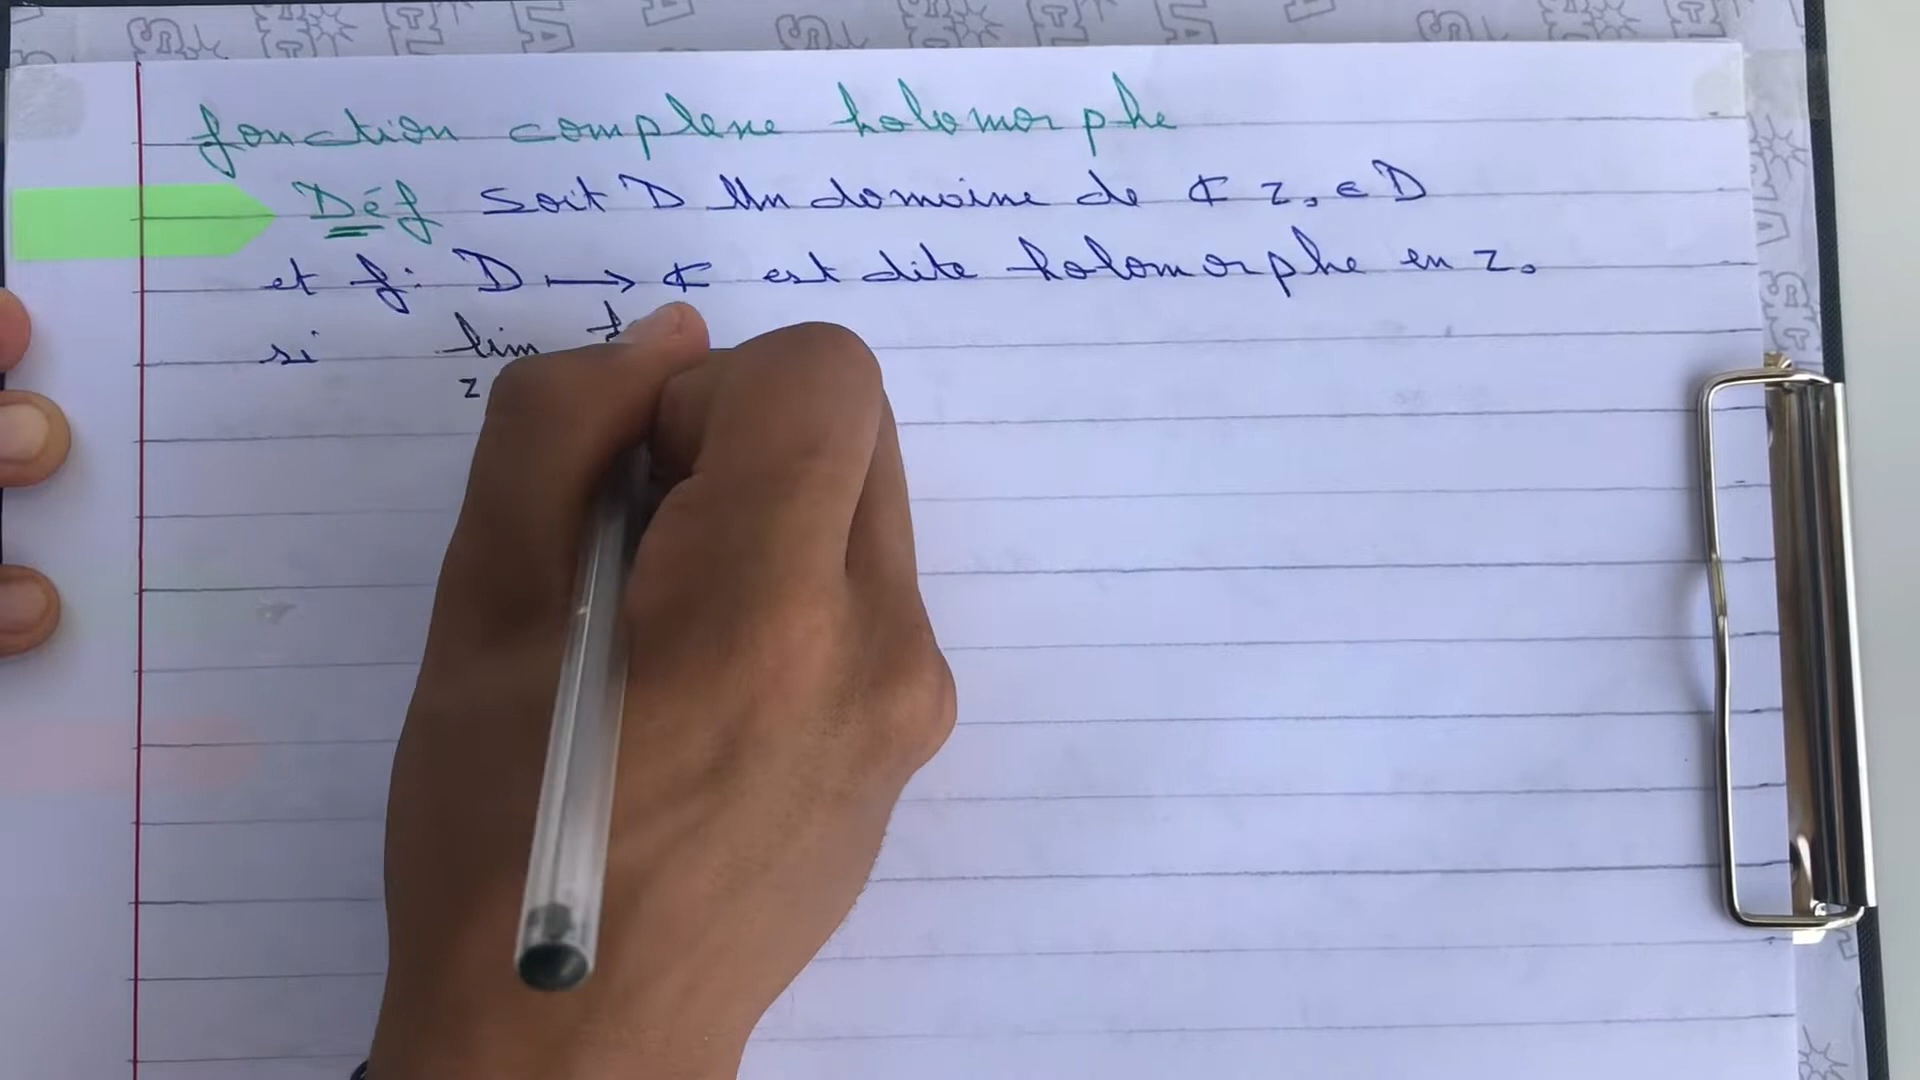 fonction complexe holomorphe
Déf Soit D Un domaine de ℂ z₀ ∈ D
et f: D ⟼ ℂ est dite holomorphe en z₀
si lim f
z